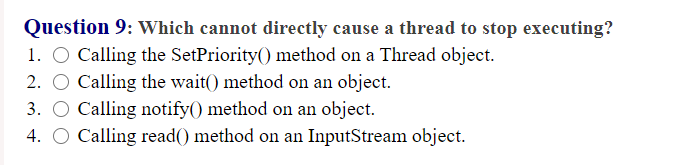 Question 9: Which cannot directly cause a thread to stop executing?
1. Calling the SetPriority() method on a Thread object.
2. Calling the wait() method on an object.
3. Calling notify() method on an object.
4. Calling read() method on an InputStream object.